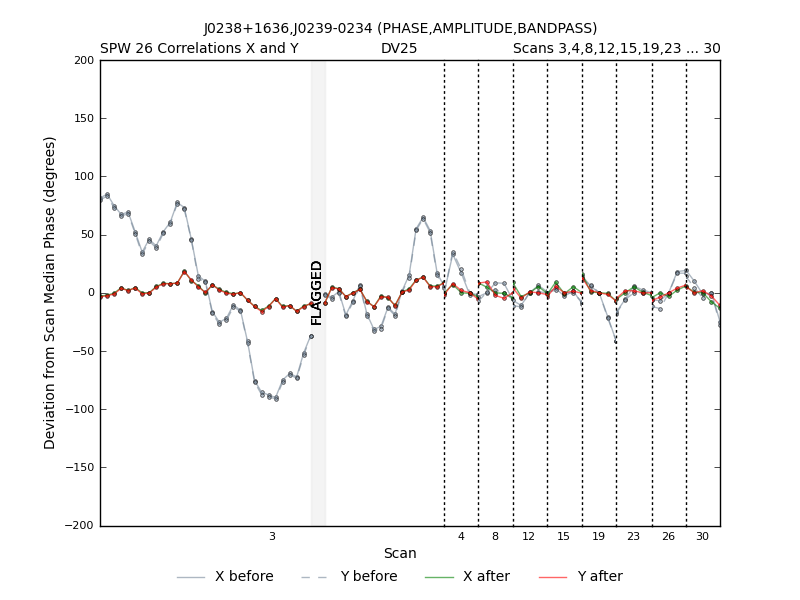 J0238+1636,J0239-0234 (PHASE,AMPLITUDE,BANDPASS)
SPW 26 Correlations X and Y DV25 Scans 3,4,8,12,15,19,23 ... 30
200
150
100
50
0
−50
−100
−150
−200
Deviation from Scan Median Phase (degrees)
FLAGGED
3 4 8 12 15 19 23 26 30
Scan
X before Y before X after Y after